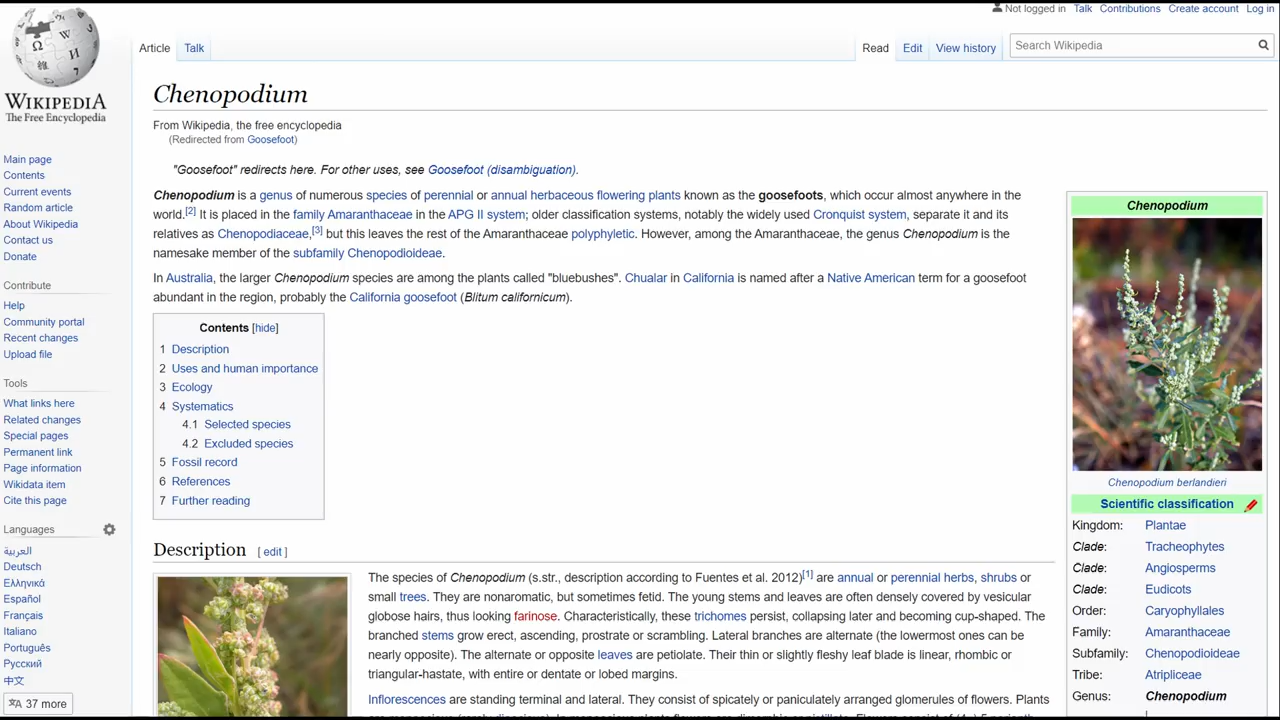 Not logged in Talk Contributions Create account Log in
Article Talk
Read Edit View history
Search Wikipedia
WIKIPEDIA
The Free Encyclopedia
Main page
Contents
Current events
Random article
About Wikipedia
Contact us
Donate
Contribute
Help
Community portal
Recent changes
Upload file
Tools
What links here
Related changes
Special pages
Permanent link
Page information
Wikidata item
Cite this page
Languages
العربية
Deutsch
Ελληνικά
Español
Français
Italiano
Português
Русский
中文
37 more
Chenopodium
From Wikipedia, the free encyclopedia
(Redirected from Goosefoot)
"Goosefoot" redirects here. For other uses, see Goosefoot (disambiguation).
Chenopodium is a genus of numerous species of perennial or annual herbaceous flowering plants known as the goosefoots, which occur almost anywhere in the
world.[2] It is placed in the family Amaranthaceae in the APG II system; older classification systems, notably the widely used Cronquist system, separate it and its
relatives as Chenopodiaceae,[3] but this leaves the rest of the Amaranthaceae polyphyletic. However, among the Amaranthaceae, the genus Chenopodium is the
namesake member of the subfamily Chenopodioideae.
In Australia, the larger Chenopodium species are among the plants called "bluebushes". Chualar in California is named after a Native American term for a goosefoot
abundant in the region, probably the California goosefoot (Blitum californicum).
Contents [hide]
1 Description
2 Uses and human importance
3 Ecology
4 Systematics
4.1 Selected species
4.2 Excluded species
5 Fossil record
6 References
7 Further reading
Description [ edit ]
The species of Chenopodium (s.str., description according to Fuentes et al. 2012)[1] are annual or perennial herbs, shrubs or
small trees. They are nonaromatic, but sometimes fetid. The young stems and leaves are often densely covered by vesicular
globose hairs, thus looking farinose. Characteristically, these trichomes persist, collapsing later and becoming cup-shaped. The
branched stems grow erect, ascending, prostrate or scrambling. Lateral branches are alternate (the lowermost ones can be
nearly opposite). The alternate or opposite leaves are petiolate. Their thin or slightly fleshy leaf blade is linear, rhombic or
triangular-hastate, with entire or dentate or lobed margins.
Inflorescences are standing terminal and lateral. They consist of spicately or paniculately arranged glomerules of flowers. Plants
Chenopodium
Chenopodium berlandieri
Scientific classification
Kingdom: Plantae
Clade: Tracheophytes
Clade: Angiosperms
Clade: Eudicots
Order: Caryophyllales
Family: Amaranthaceae
Subfamily: Chenopodioideae
Tribe: Atripliceae
Genus: Chenopodium